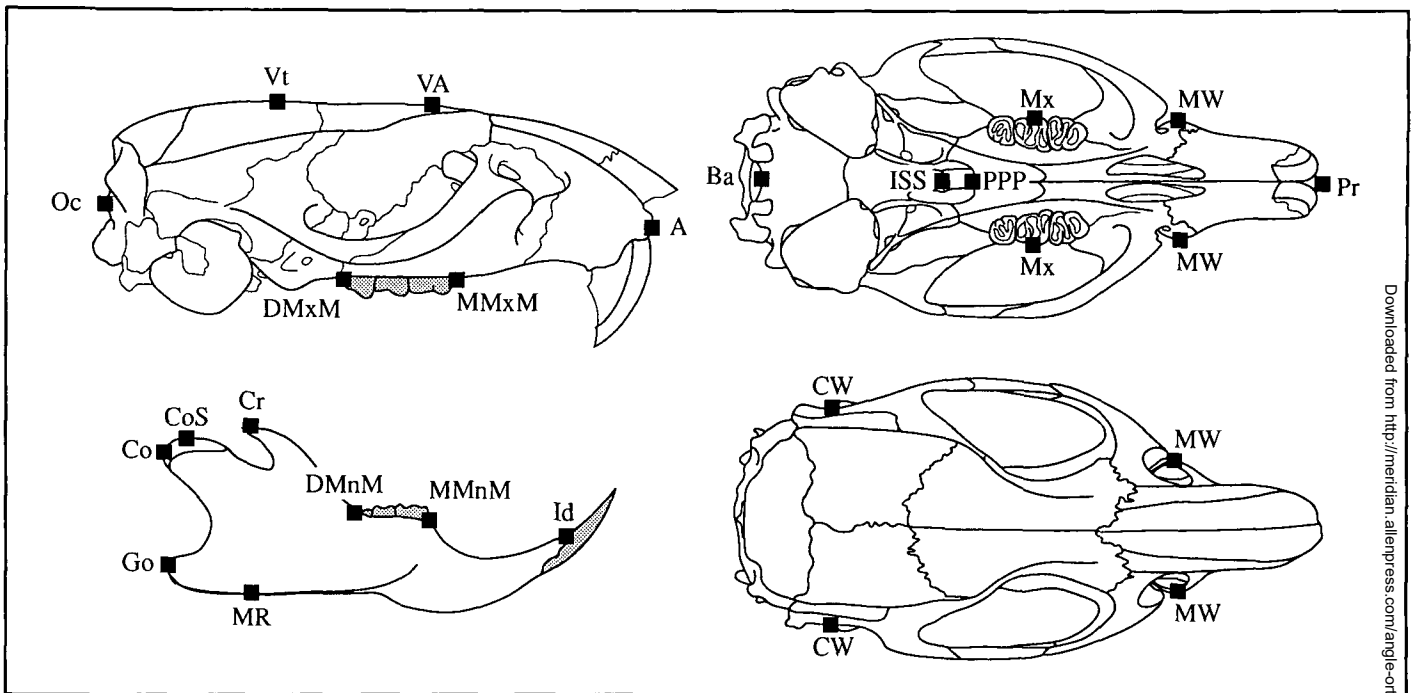 Vt
VA
Oc
A
DMxM
MMxM
Mx
MW
Ba
ISS
PPP
Pr
Mx
MW
Cr
CoS
Co
DMnM
MMnM
Id
Go
MR
CW
MW
CW
MW
Downloaded from http://meridian.allenpress.com/angle-ort